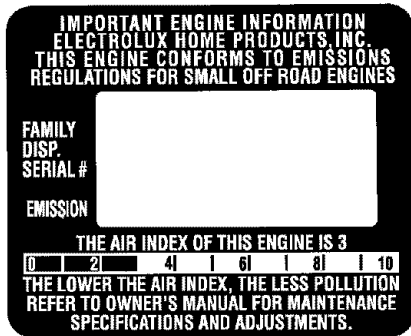 IMPORTANT ENGINE INFORMATION
ELECTROLUX HOME PRODUCTS, INC.
THIS ENGINE CONFORMS TO EMISSIONS
REGULATIONS FOR SMALL OFF ROAD ENGINES
FAMILY
DISP.
SERIAL #
EMISSION
THE AIR INDEX OF THIS ENGINE IS 3
0 2 4 6 8 10
THE LOWER THE AIR INDEX, THE LESS POLLUTION
REFER TO OWNER'S MANUAL FOR MAINTENANCE
SPECIFICATIONS AND ADJUSTMENTS.